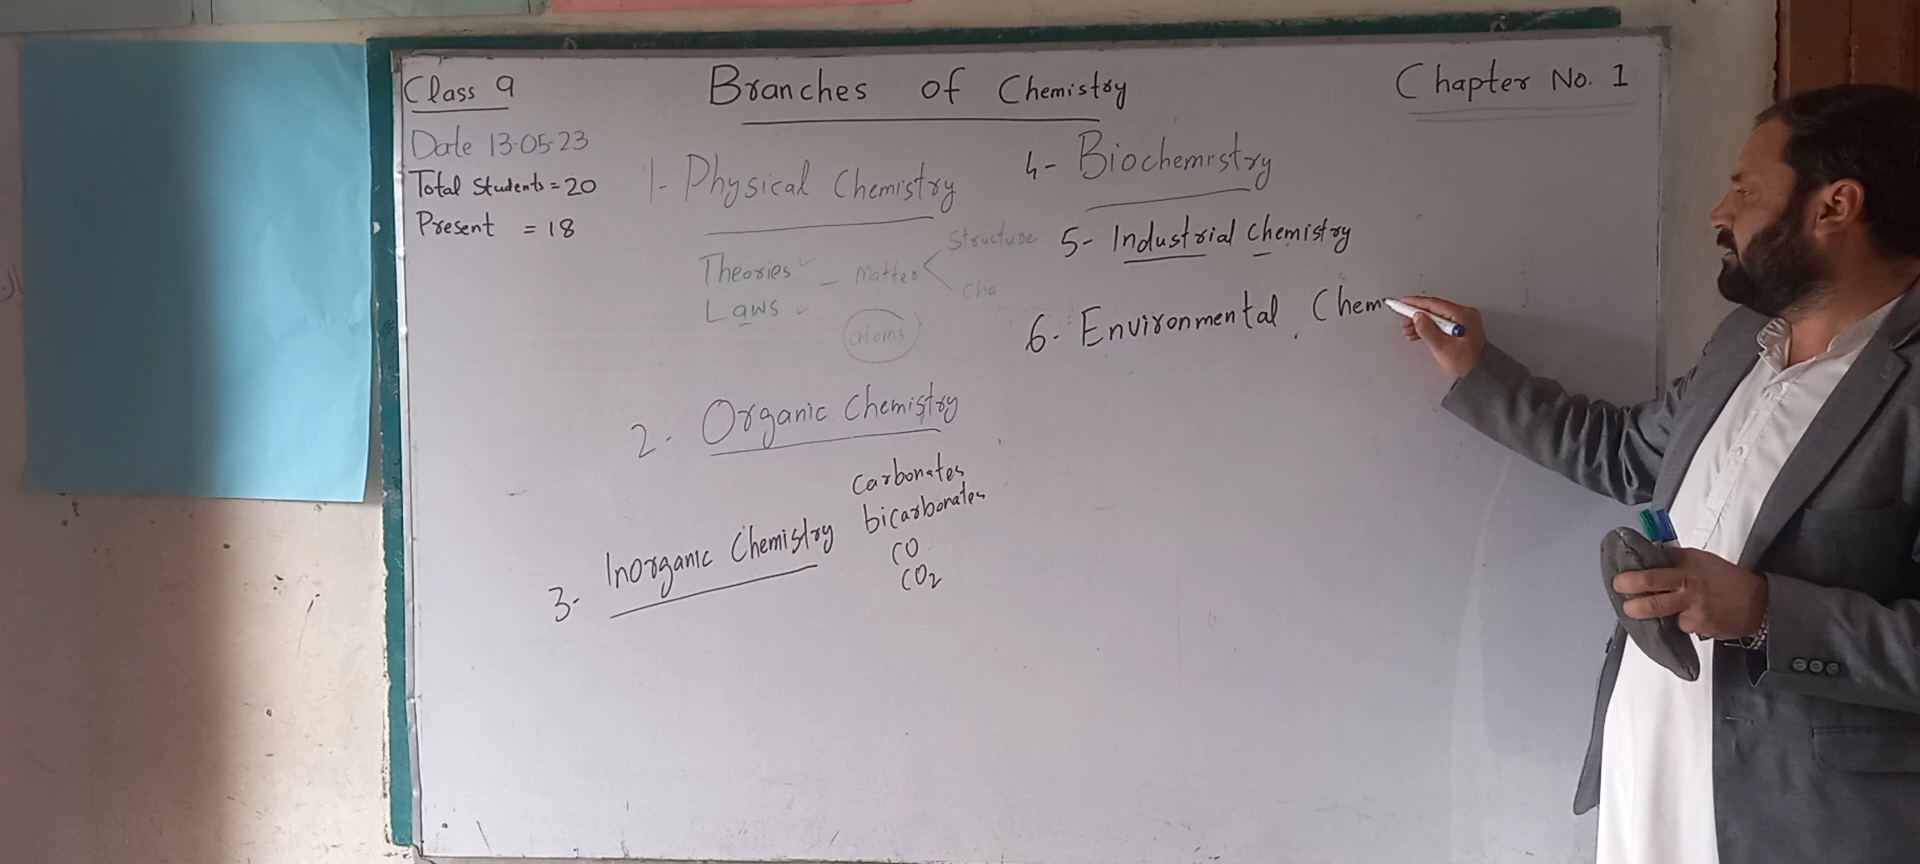 Class 9
Branches of Chemistry
Chapter No. 1
Date 13-05-23
Total Students = 20
Present = 18
1- Physical Chemistry
Theories - Matter
Structure
Cha
Laws
atoms
2- Organic Chemistry
Carbonates
bicarbonates
CO
CO2
3- Inorganic Chemistry
4- Biochemistry
5- Industrial Chemistry
6- Environmental Chem